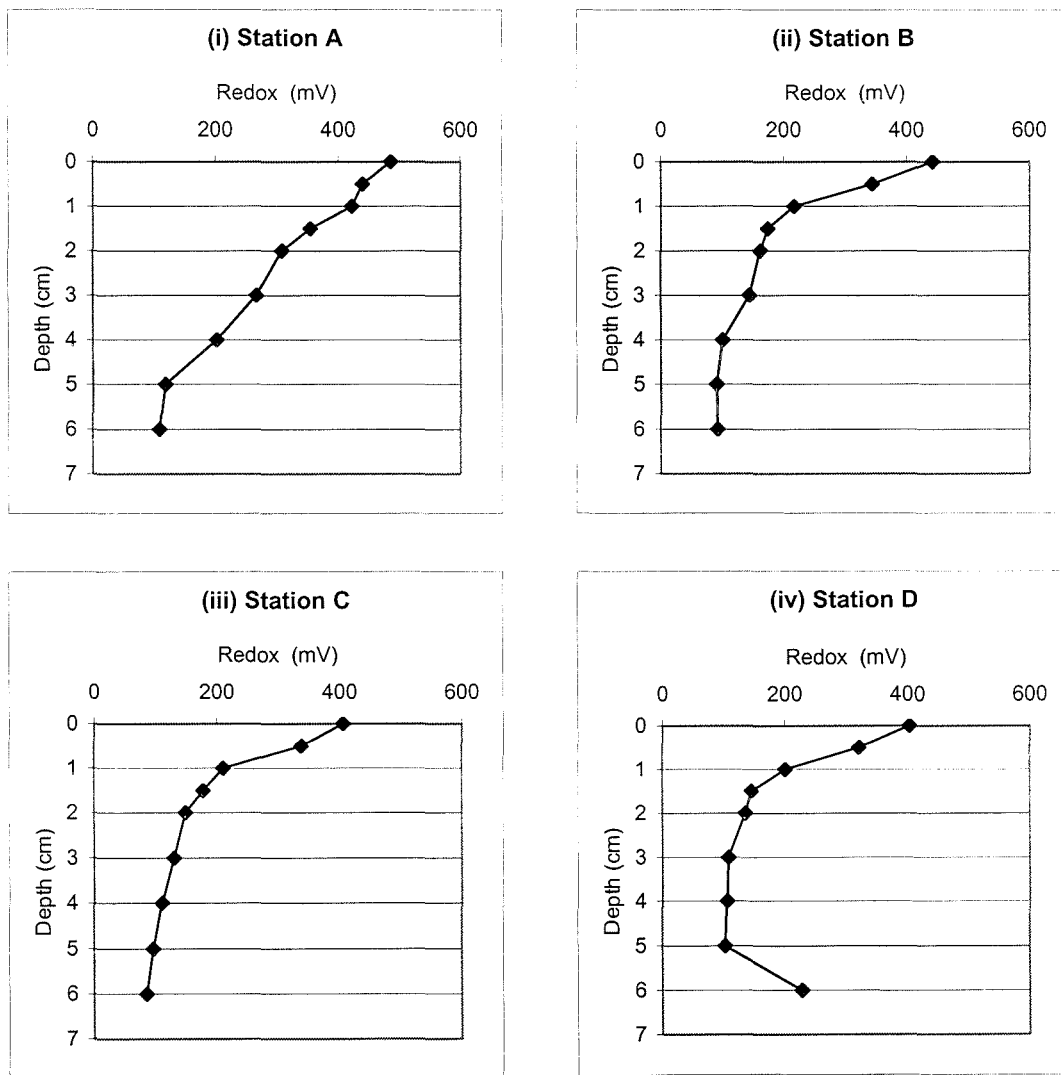 (i) Station A
Redox (mV)
0 200 400 600
0
1
2
3
4
5
6
7
Depth (cm)
(ii) Station B
Redox (mV)
0 200 400 600
0
1
2
3
4
5
6
7
Depth (cm)
(iii) Station C
Redox (mV)
0 200 400 600
0
1
2
3
4
5
6
7
Depth (cm)
(iv) Station D
Redox (mV)
0 200 400 600
0
1
2
3
4
5
6
7
Depth (cm)